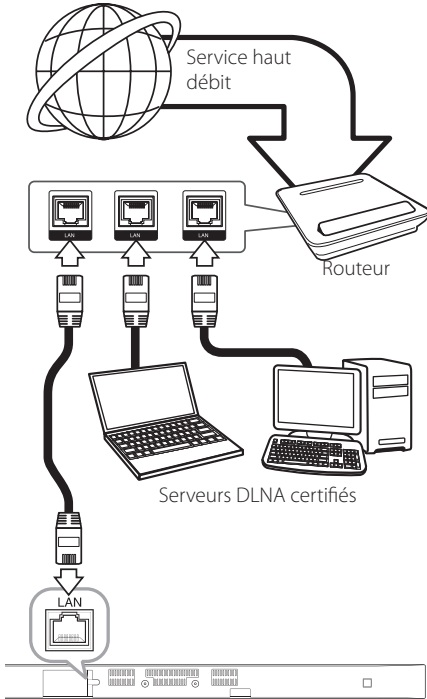 Service haut
débit
LAN
LAN
LAN
Routeur
Serveurs DLNA certifiés
LAN